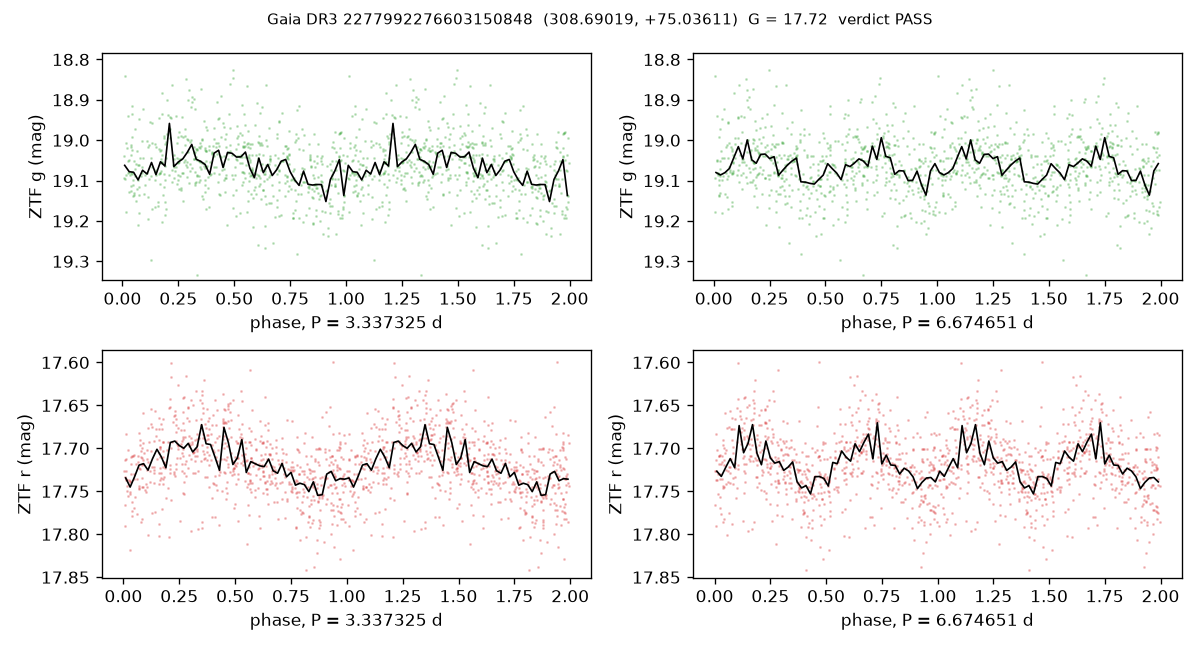 Gaia DR3 2277992276603150848 (308.69019, +75.03611) G = 17.72 verdict PASS
ZTF g (mag)
18.8
18.9
19.0
19.1
19.2
19.3
0.00 0.25 0.50 0.75 1.00 1.25 1.50 1.75 2.00
phase, P = 3.337325 d
ZTF g (mag)
18.8
18.9
19.0
19.1
19.2
19.3
0.00 0.25 0.50 0.75 1.00 1.25 1.50 1.75 2.00
phase, P = 6.674651 d
ZTF r (mag)
17.60
17.65
17.70
17.75
17.80
17.85
0.00 0.25 0.50 0.75 1.00 1.25 1.50 1.75 2.00
phase, P = 3.337325 d
ZTF r (mag)
17.60
17.65
17.70
17.75
17.80
17.85
0.00 0.25 0.50 0.75 1.00 1.25 1.50 1.75 2.00
phase, P = 6.674651 d